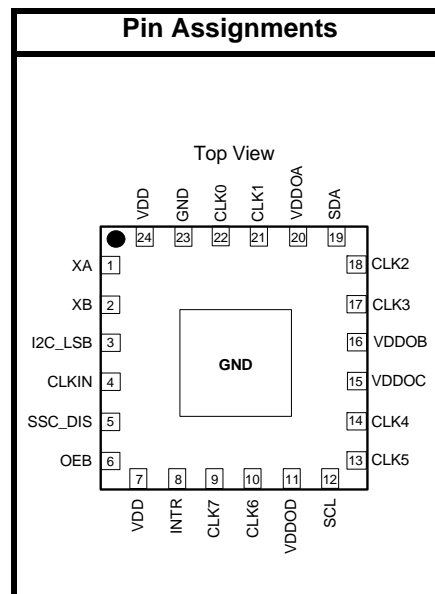 Pin Assignments
Top View
VDD
GND
CLK0
CLK1
VDDOA
SDA
24
23
22
21
20
19
XA
1
18
CLK2
XB
2
17
CLK3
I2C_LSB
3
16
VDDOB
CLKIN
4
GND
15
VDDOC
SSC_DIS
5
14
CLK4
OEB
6
13
CLK5
7
8
9
10
11
12
VDD
INTR
CLK7
CLK6
VDDOD
SCL